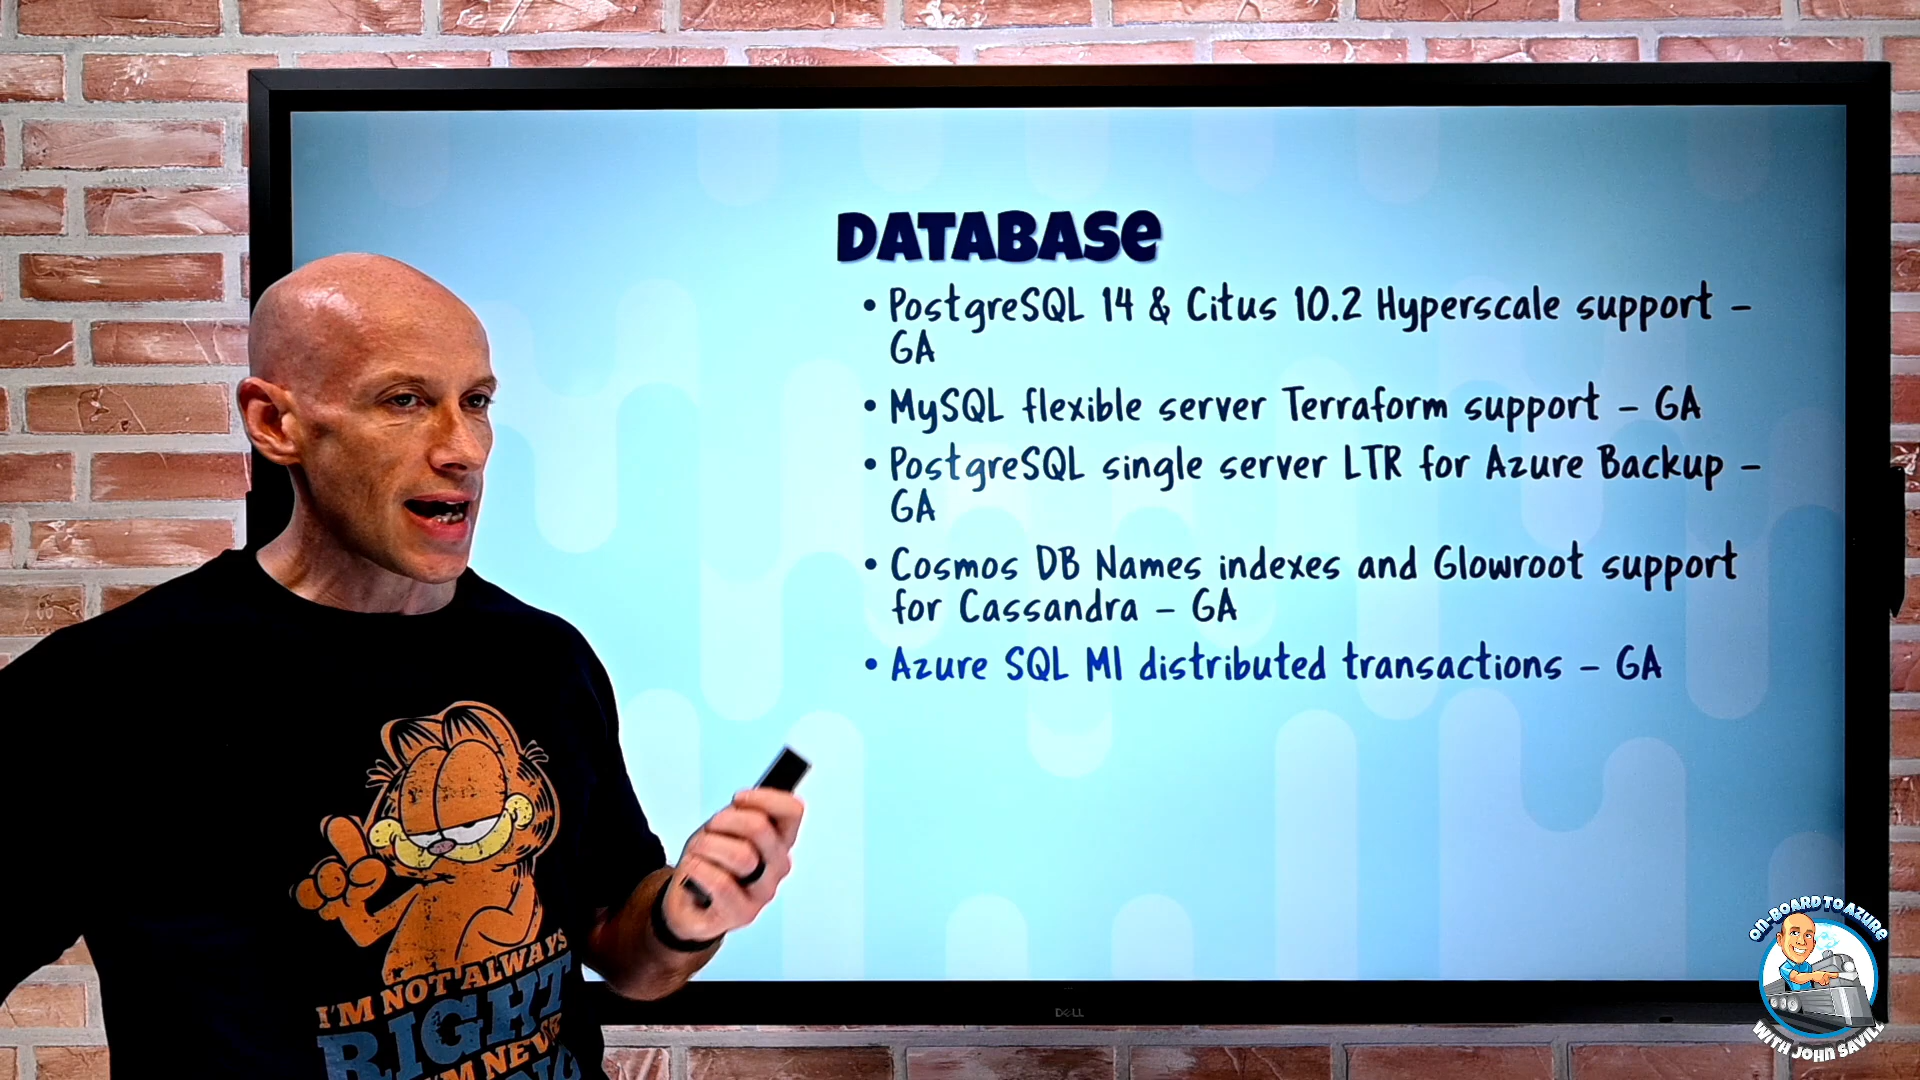 DATABASE
• PostgreSQL 14 & Citus 10.2 Hyperscale support –
GA
• MySQL flexible server Terraform support – GA
• PostgreSQL single server LTR for Azure Backup –
GA
• Cosmos DB Names indexes and Glowroot support
for Cassandra – GA
• Azure SQL MI distributed transactions – GA
I'M NOT ALWAYS
RIGHT
I'M NEVER
DELL
ON-BOARD TO AZURE
WITH JOHN SAVILL